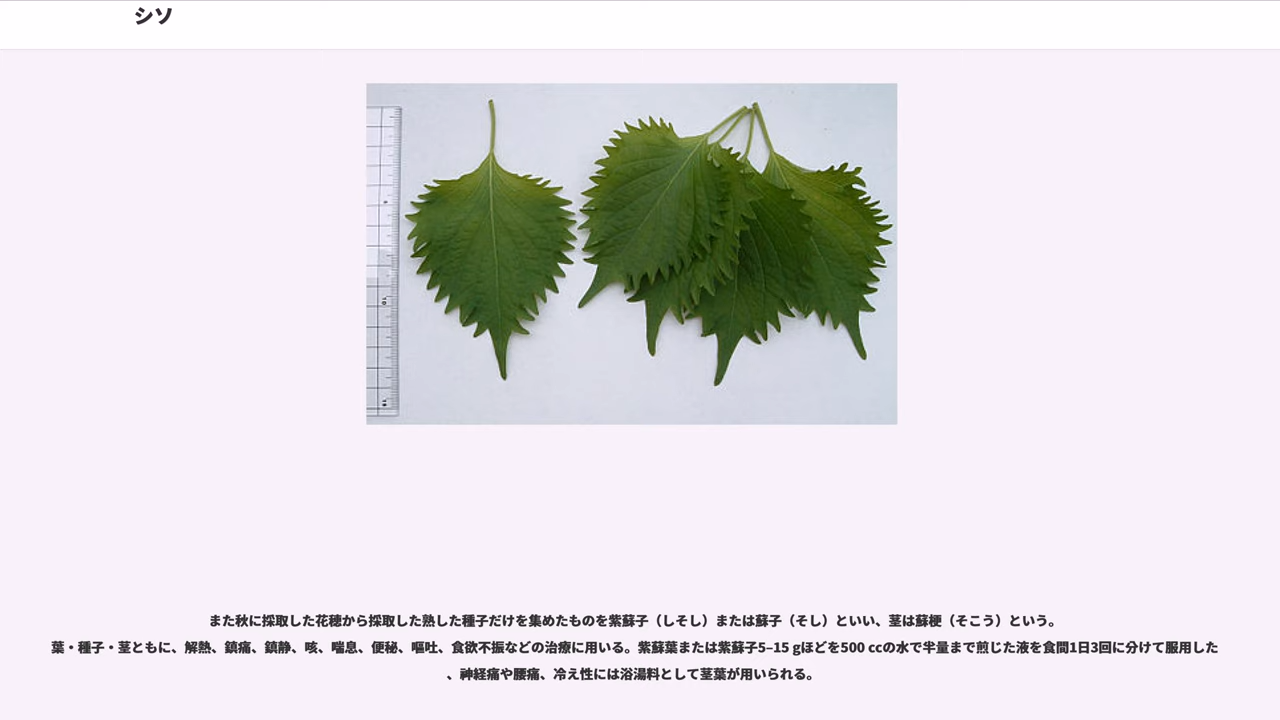 シソ
また秋に採取した花穂から採取した熟した種子だけを集めたものを紫蘇子（しそし）または蘇子（そし）といい、茎は蘇梗（そこう）という。
葉・種子・茎ともに、解熱、鎮痛、鎮静、咳、喘息、便秘、嘔吐、食欲不振などの治療に用いる。紫蘇葉または紫蘇子5–15 gほどを500 ccの水で半量まで煎じた液を食間1日3回に分けて服用した
、神経痛や腰痛、冷え性には浴湯料として茎葉が用いられる。